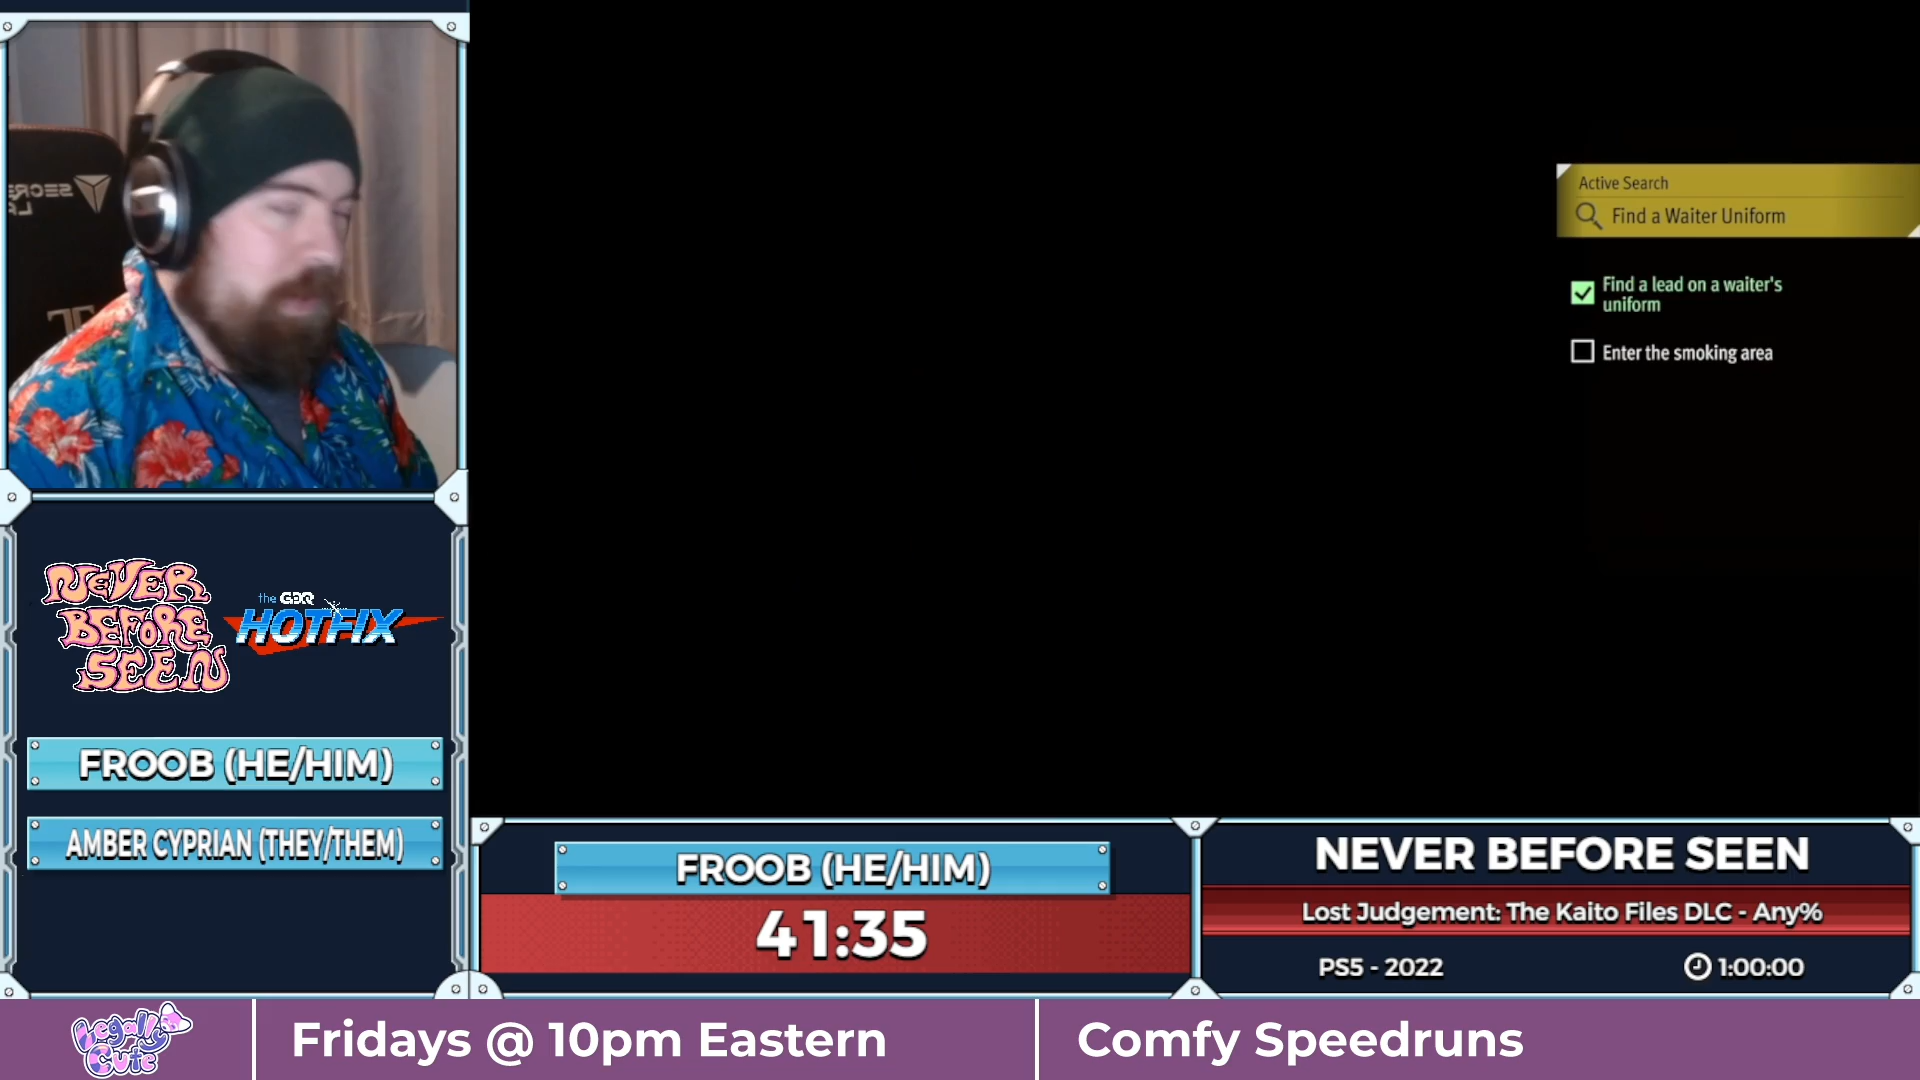 Active Search
Find a Waiter Uniform
Find a lead on a waiter's
uniform
Enter the smoking area
NEVER
BEFORE
SEEN
the GDQ
HOTFIX
FROOB (HE/HIM)
AMBER CYPRIAN (THEY/THEM)
FROOB (HE/HIM)
41:35
NEVER BEFORE SEEN
Lost Judgement: The Kaito Files DLC - Any%
PS5 - 2022
1:00:00
Legally
Cute
Fridays @ 10pm Eastern
Comfy Speedruns